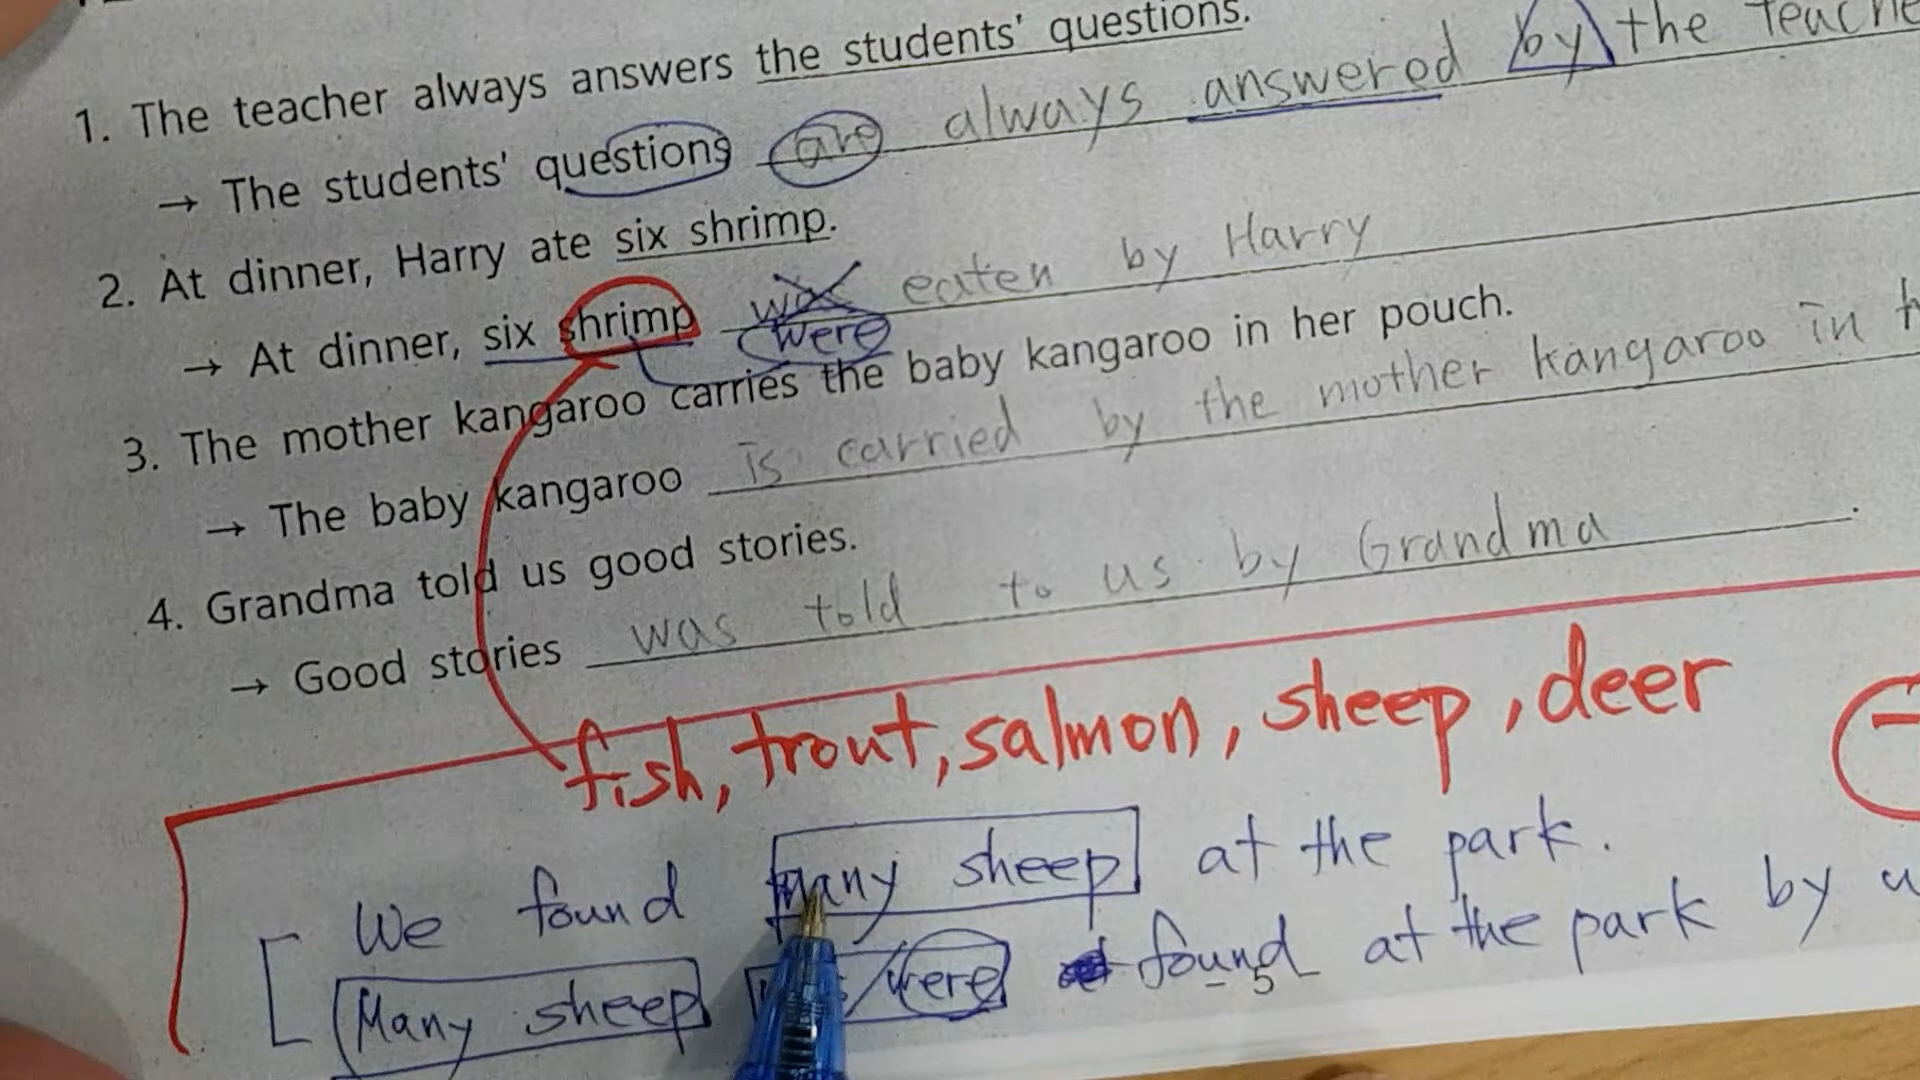 1. The teacher always answers the students' questions.
→ The students' questions are always answered by the
2. At dinner, Harry ate six shrimp.
→ At dinner, six shrimp was eaten by Harry
were
3. The mother kangaroo carries the baby kangaroo in her pouch.
→ The baby kangaroo is carried by the mother kangaroo in
4. Grandma told us good stories.
→ Good stories was told to us by Grandma .
fish, trout, salmon, sheep, deer
We found many sheep at the park.
Many sheep /were found at the park by
5